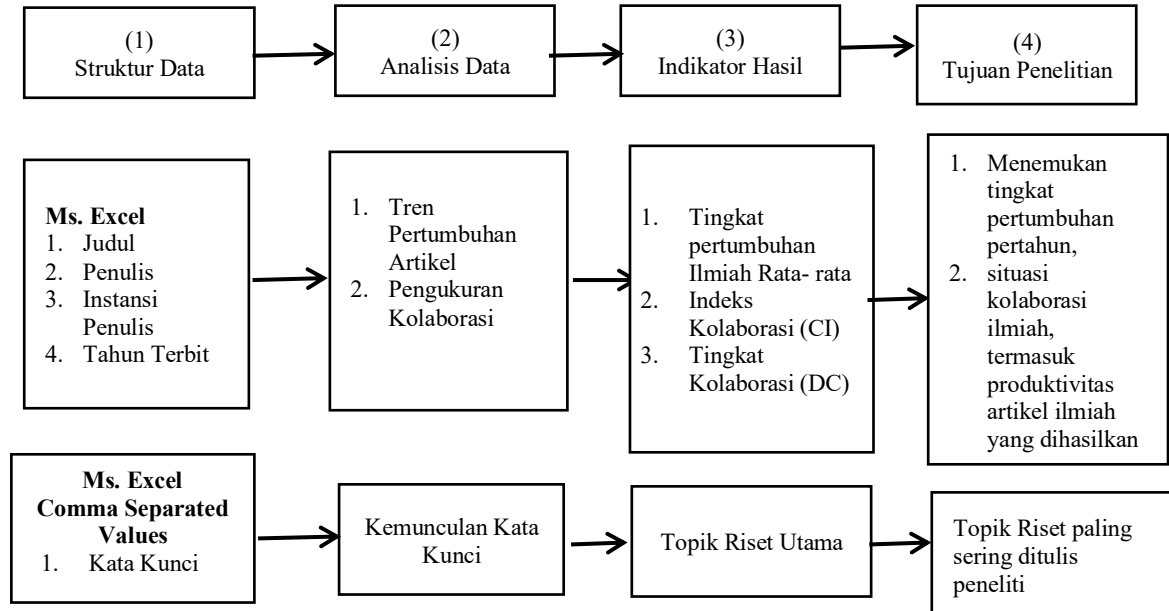 (1)
Struktur Data
(2)
Analisis Data
(3)
Indikator Hasil
(4)
Tujuan Penelitian
Ms. Excel
1. Judul
2. Penulis
3. Instansi
Penulis
4. Tahun Terbit
1. Tren
Pertumbuhan
Artikel
2. Pengukuran
Kolaborasi
1. Tingkat
pertumbuhan
Ilmiah Rata- rata
2. Indeks
Kolaborasi (CI)
3. Tingkat
Kolaborasi (DC)
1. Menemukan
tingkat
pertumbuhan
pertahun,
2. situasi
kolaborasi
ilmiah,
termasuk
produktivitas
artikel ilmiah
yang dihasilkan
Ms. Excel
Comma Separated
Values
1. Kata Kunci
Kemunculan Kata
Kunci
Topik Riset Utama
Topik Riset paling
sering ditulis
peneliti